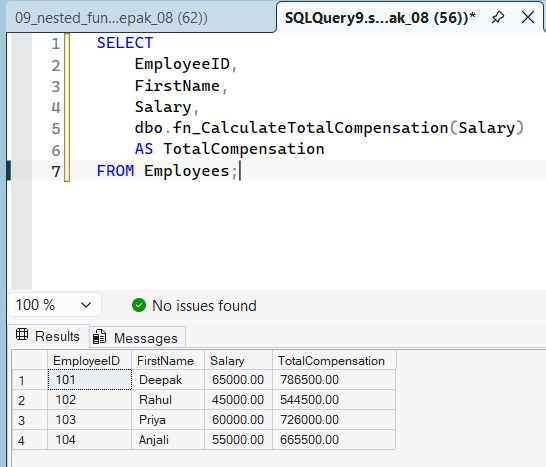 09_nested_fun...epak_08 (62))
SQLQuery9.s...ak_08 (56))*
1 SELECT
2 EmployeeID,
3 FirstName,
4 Salary,
5 dbo.fn_CalculateTotalCompensation(Salary)
6 AS TotalCompensation
7 FROM Employees;
100 %
No issues found
Results
Messages
EmployeeID FirstName Salary TotalCompensation
1 101 Deepak 65000.00 786500.00
2 102 Rahul 45000.00 544500.00
3 103 Priya 60000.00 726000.00
4 104 Anjali 55000.00 665500.00